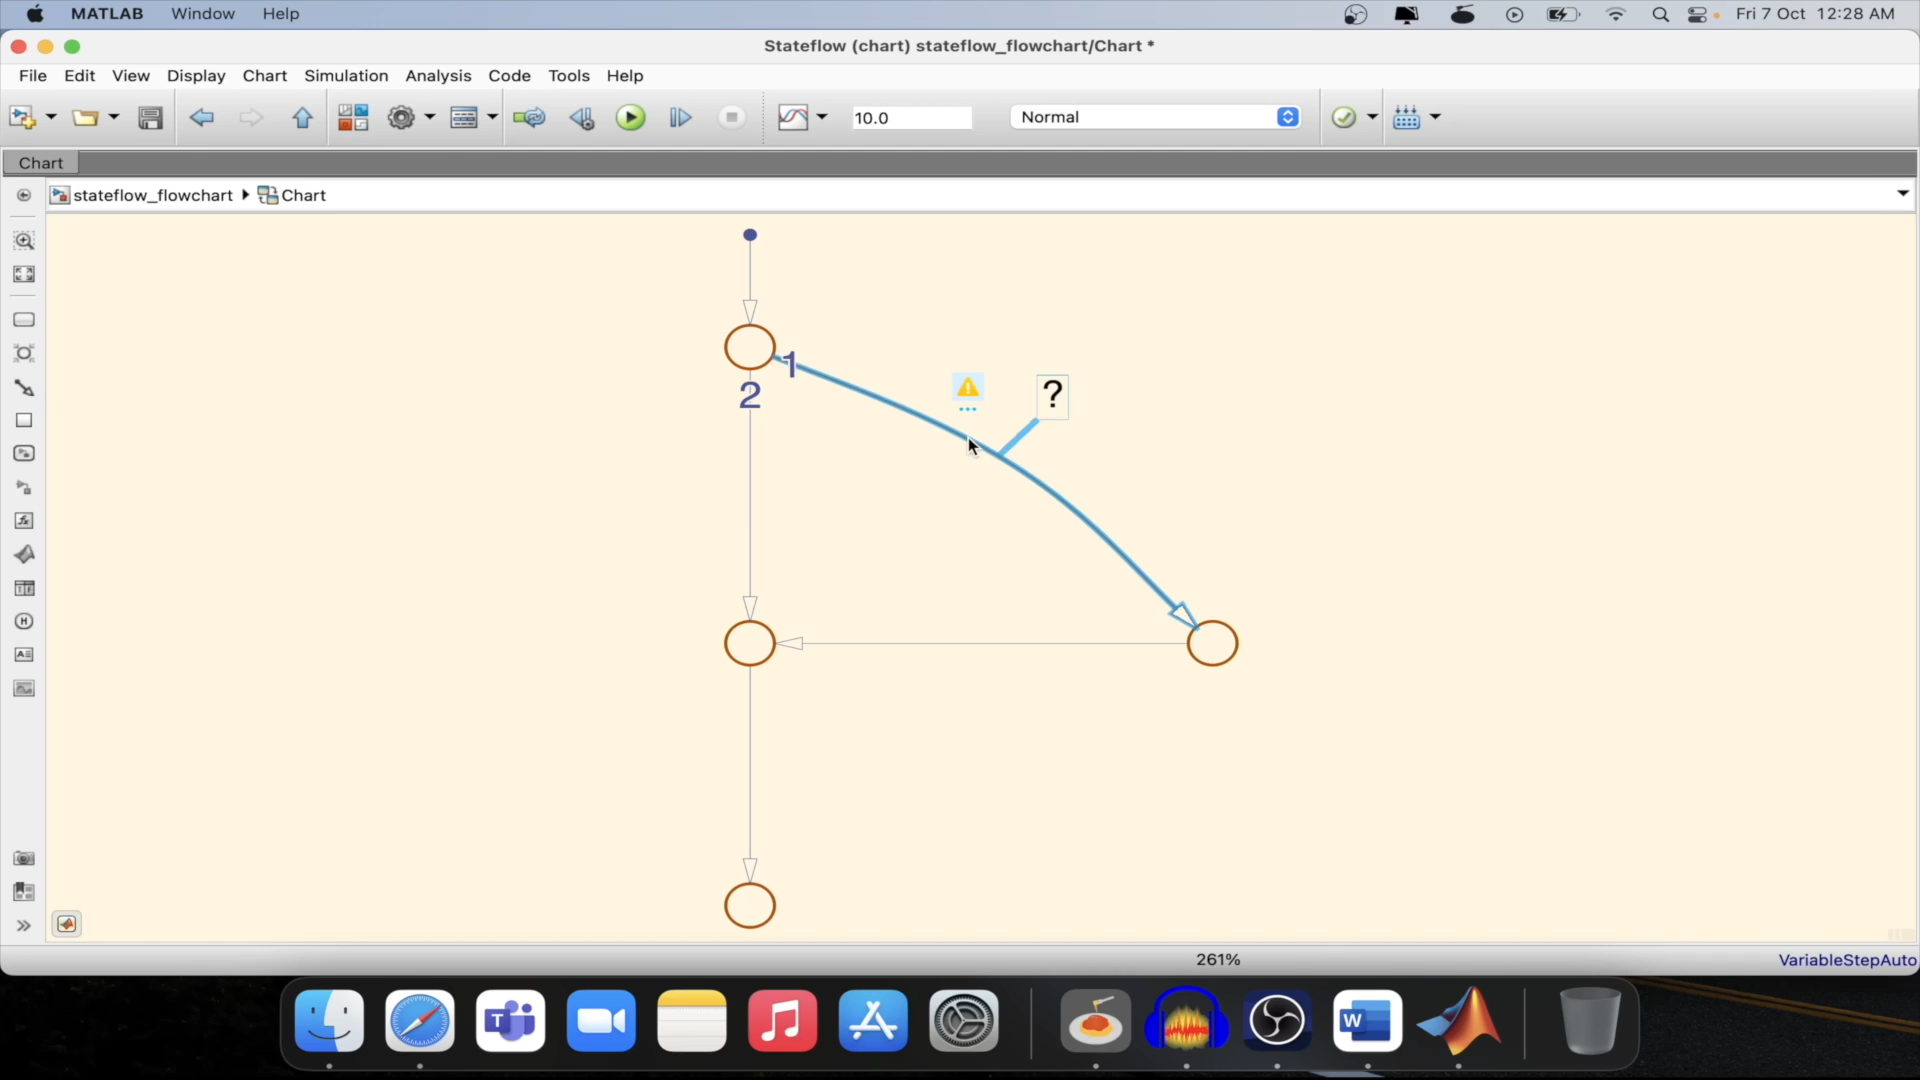 MATLAB Window Help Fri 7 Oct 12:28 AM
Stateflow (chart) stateflow_flowchart/Chart *
File Edit View Display Chart Simulation Analysis Code Tools Help
10.0 Normal
Chart
stateflow_flowchart Chart
1
2
?
261% VariableStepAuto